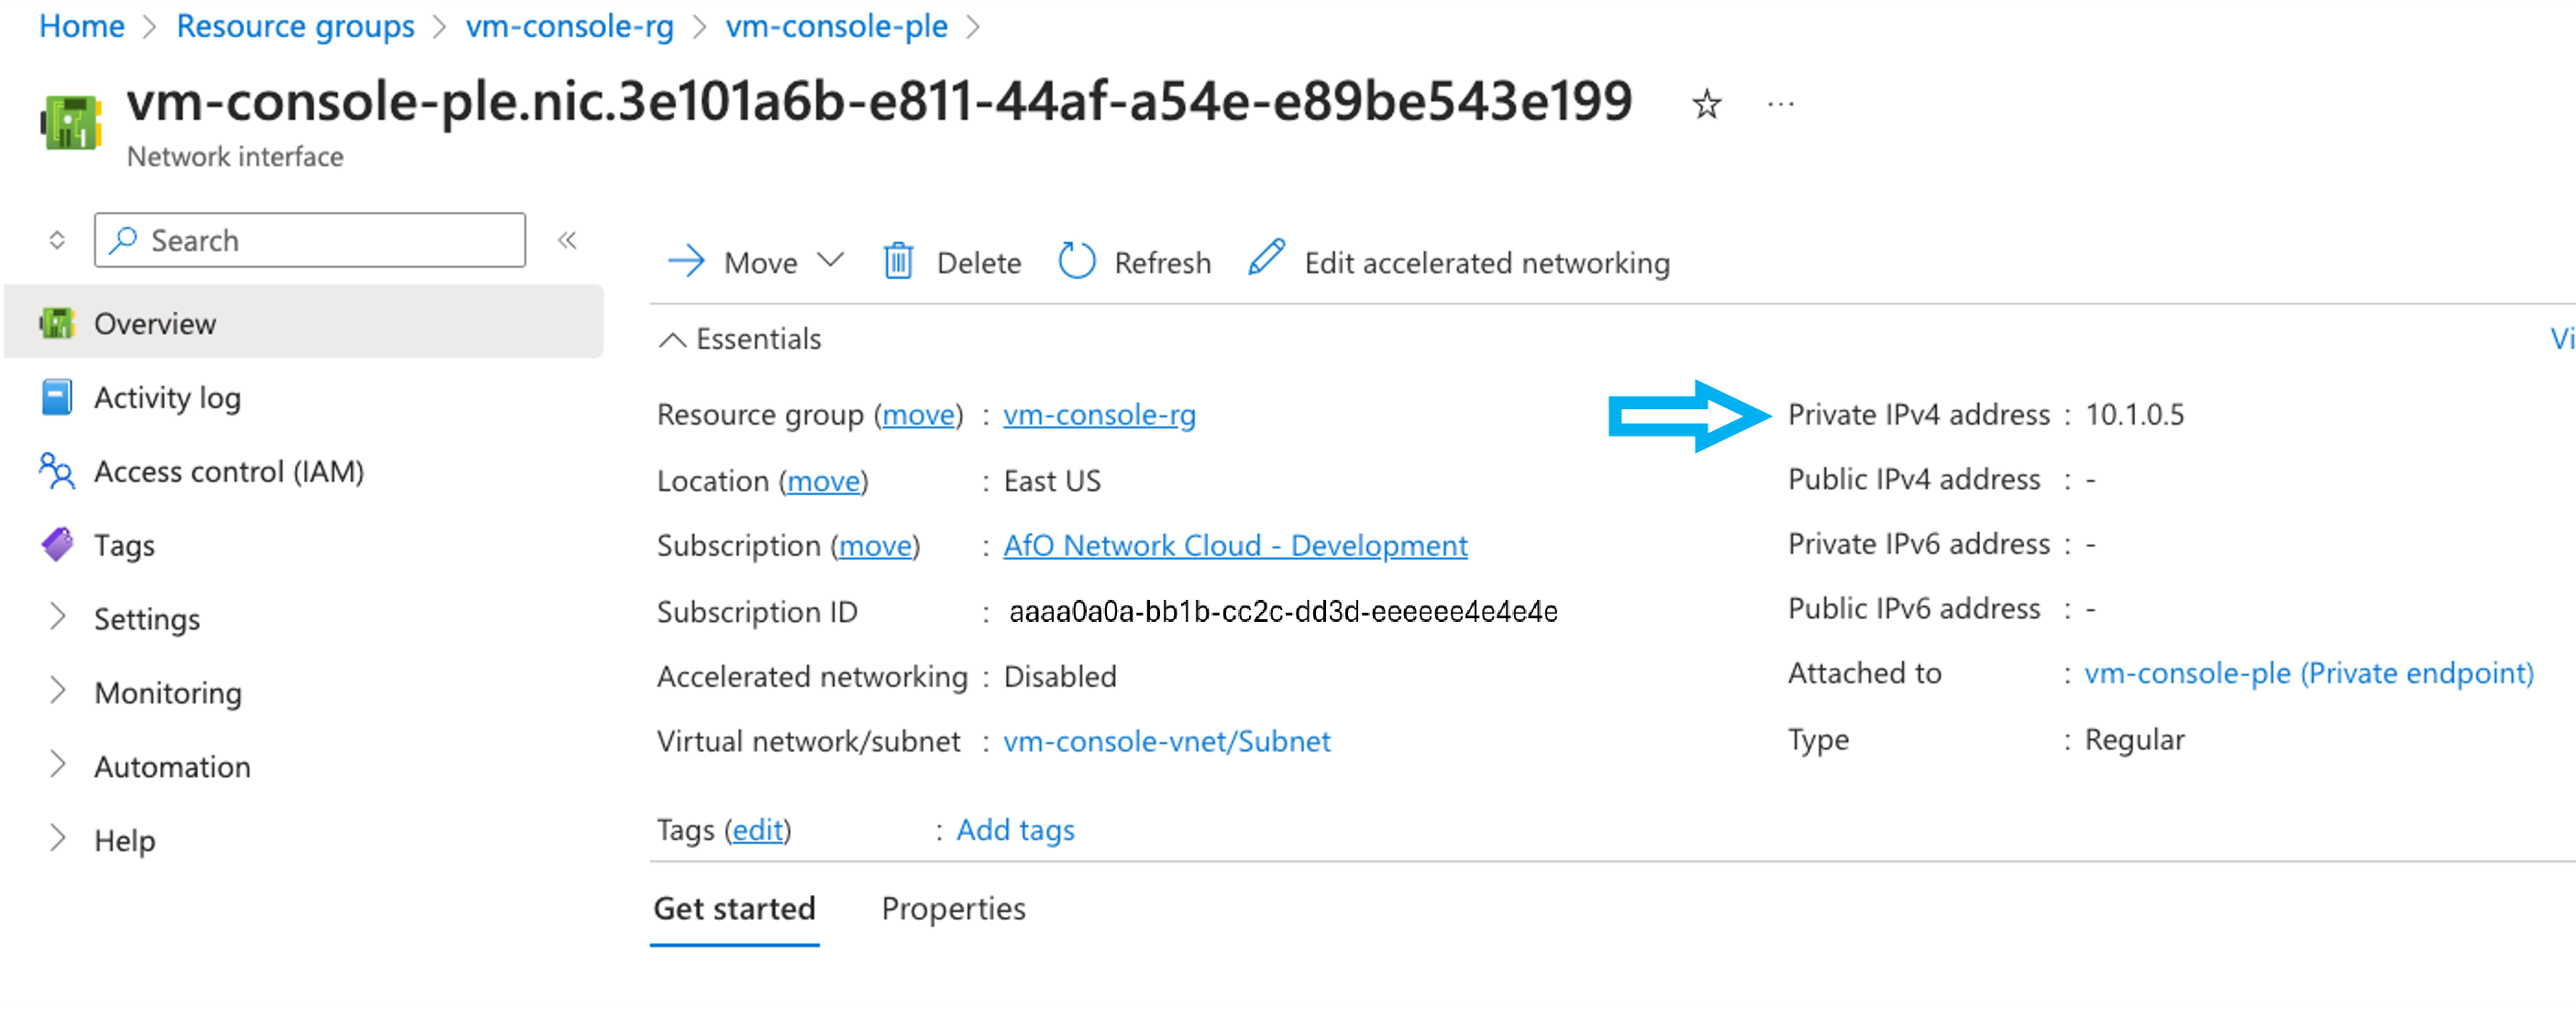 Home > Resource groups > vm-console-rg > vm-console-ple >
vm-console-ple.nic.3e101a6b-e811-44af-a54e-e89be543e199 ☆ ...
Network interface
Search «
Overview
Activity log
Access control (IAM)
Tags
Settings
Monitoring
Automation
Help
Move Delete Refresh Edit accelerated networking
Essentials
Vi
Resource group (move) : vm-console-rg
Location (move) : East US
Subscription (move) : AfO Network Cloud - Development
Subscription ID : aaaa0a0a-bb1b-cc2c-dd3d-eeeeee4e4e4e
Accelerated networking : Disabled
Virtual network/subnet : vm-console-vnet/Subnet
Private IPv4 address : 10.1.0.5
Public IPv4 address : -
Private IPv6 address : -
Public IPv6 address : -
Attached to : vm-console-ple (Private endpoint)
Type : Regular
Tags (edit) : Add tags
Get started Properties